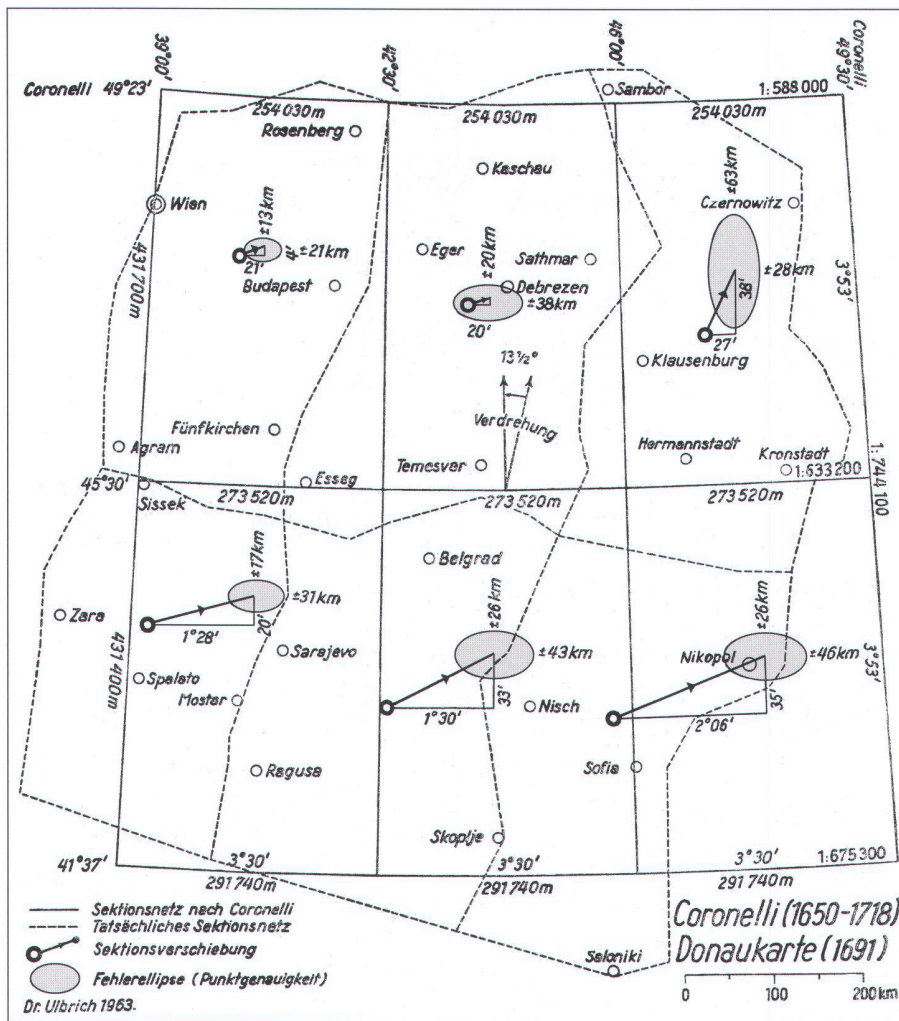 39°00'
42°30'
46°00'
Coronelli
49°30'
Coronelli 49°23'
Sambor
1:588 000
254 030m
254 030m
254 030m
Rosenberg
Kaschau
±63km
Wien
Czernowitz
±13km
4' ±21km
21'
Eger
±20km
Sathmar
±28km
38'
3°53'
431 700m
Budapest
Debrezen
±38km
20'
27'
13½°
Klausenburg
Verdrehung
Fünfkirchen
Agram
Temesvar
Hermannstadt
Kronstadt
1:633 200
1:744 100
45°30'
Sissek
Esseg
273 520m
273 520m
273 520m
±17km
Belgrad
±31km
±26km
±26km
Zara
1°28'
20'
431 400m
Sarajevo
±43km
Nikopol
±46km
3°53'
Spalato
Mostar
1°30'
33'
Nisch
2°06'
35'
Ragusa
Sofia
Skoplje
41°37'
3°30'
3°30'
3°30'
1:675 300
291 740m
291 740m
291 740m
Sektionsnetz nach Coronelli
Tatsächliches Sektionsnetz
Sektionsverschiebung
Fehlerellipse (Punktgenauigkeit)
Dr. Ulbrich 1963.
Saloniki
Coronelli (1650-1718)
Donaukarte (1691)
0 100 200 km